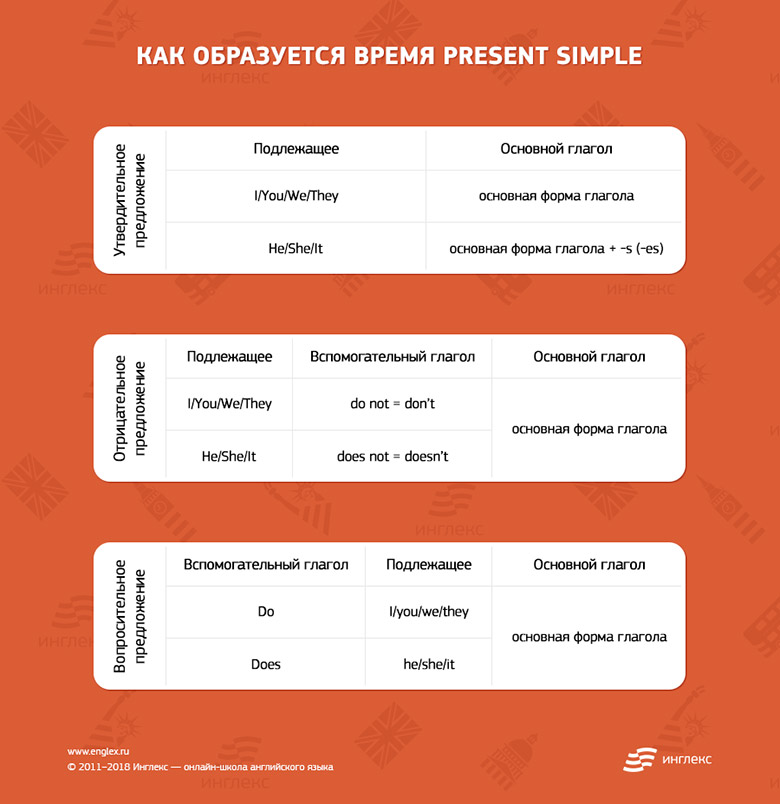 КАК ОБРАЗУЕТСЯ ВРЕМЯ PRESENT SIMPLE
Утвердительное
предложение
Подлежащее Основной глагол
I/You/We/They основная форма глагола
He/She/It основная форма глагола + -s (-es)
Отрицательное
предложение
Подлежащее Вспомогательный глагол Основной глагол
I/You/We/They do not = don't
основная форма глагола
He/She/It does not = doesn't
Вопросительное
предложение
Вспомогательный глагол Подлежащее Основной глагол
Do I/you/we/they
основная форма глагола
Does he/she/it
www.englex.ru
© 2011–2018 Инглекс — онлайн-школа английского языка
инглекс